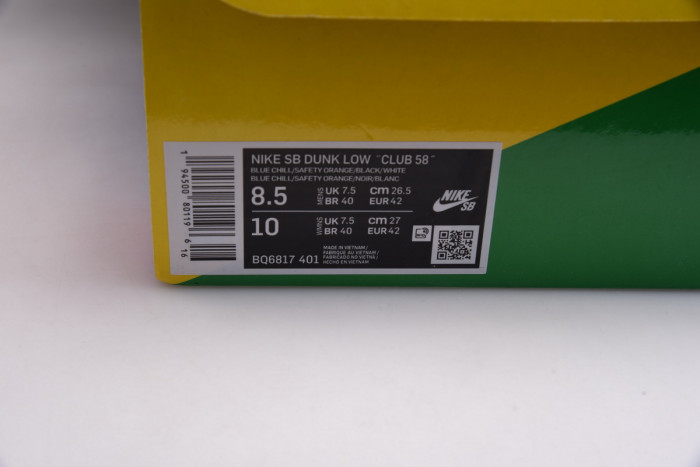 NIKE SB DUNK LOW "CLUB 58"
BLUE CHILL/SAFETY ORANGE/BLACK/WHITE
BLUE CHILL/SAFETY ORANGE/NOIR/BLANC
8.5 MENS UK 7.5 cm 26.5
BR 40 EUR 42
10 WMNS UK 7.5 cm 27
BR 40 EUR 42
NIKE
SB
MADE IN VIETNAM/
FABRIQUE AU VIETNAM/
FABRICADO NO VIETNA/
HECHO EN VIETNAM
BQ6817 401
1 94500 80119 6 16